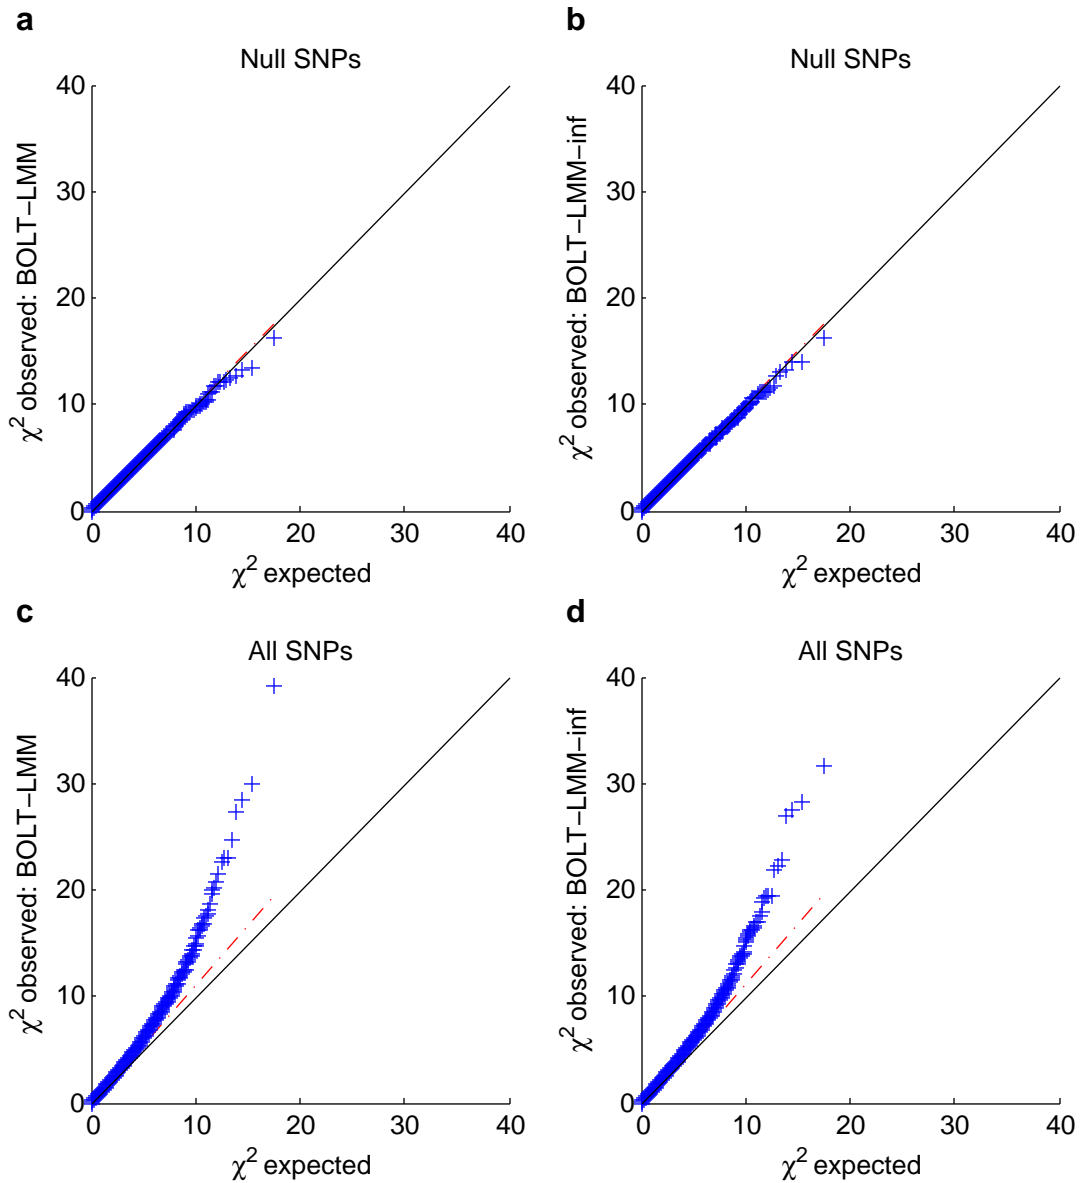 a
Null SNPs
χ² observed: BOLT−LMM
40
30
20
10
0
0 10 20 30 40
χ² expected
b
Null SNPs
χ² observed: BOLT−LMM−inf
40
30
20
10
0
0 10 20 30 40
χ² expected
c
All SNPs
χ² observed: BOLT−LMM
40
30
20
10
0
0 10 20 30 40
χ² expected
d
All SNPs
χ² observed: BOLT−LMM−inf
40
30
20
10
0
0 10 20 30 40
χ² expected